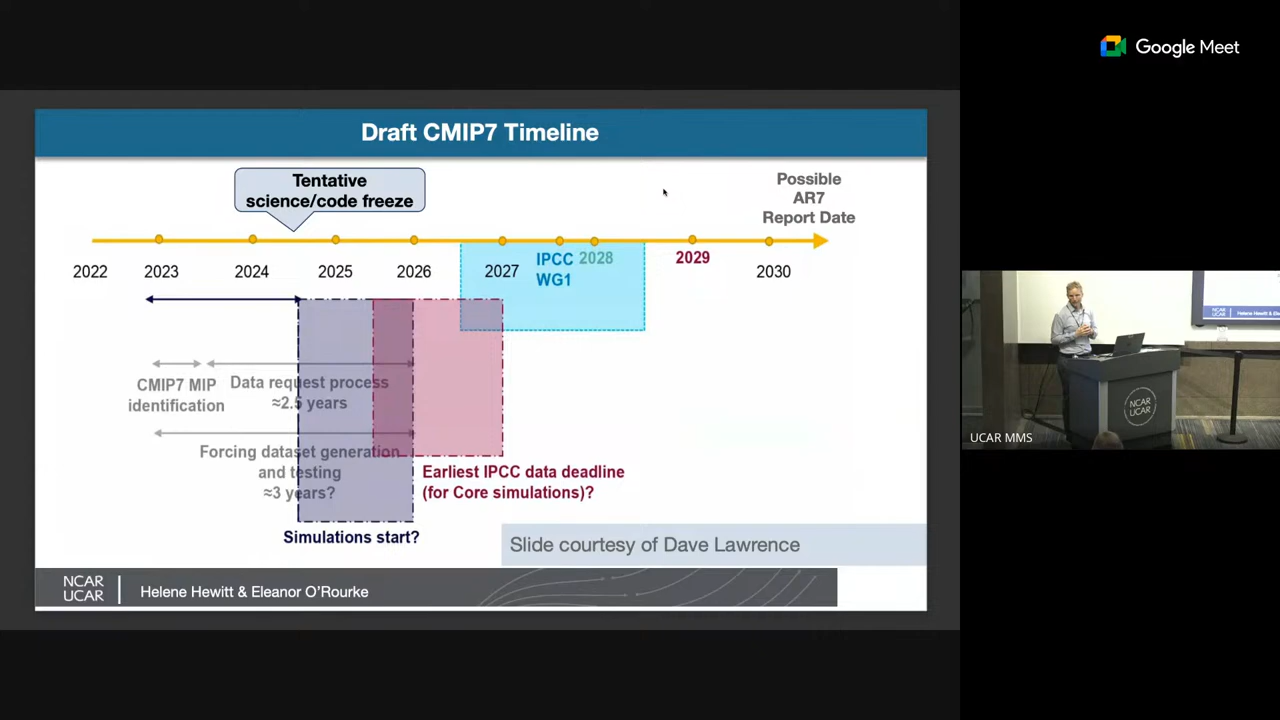 Google Meet
Draft CMIP7 Timeline
Tentative
science/code freeze
Possible
AR7
Report Date
2022
2023
2024
2025
2026
2027
IPCC
WG1
2028
2029
2030
CMIP7 MIP
identification
Data request process
≈2.5 years
Forcing dataset generation
and testing
≈3 years?
Earliest IPCC data deadline
(for Core simulations)?
Simulations start?
Slide courtesy of Dave Lawrence
NCAR
UCAR
Helene Hewitt & Eleanor O'Rourke
NCAR
UCAR
UCAR MMS